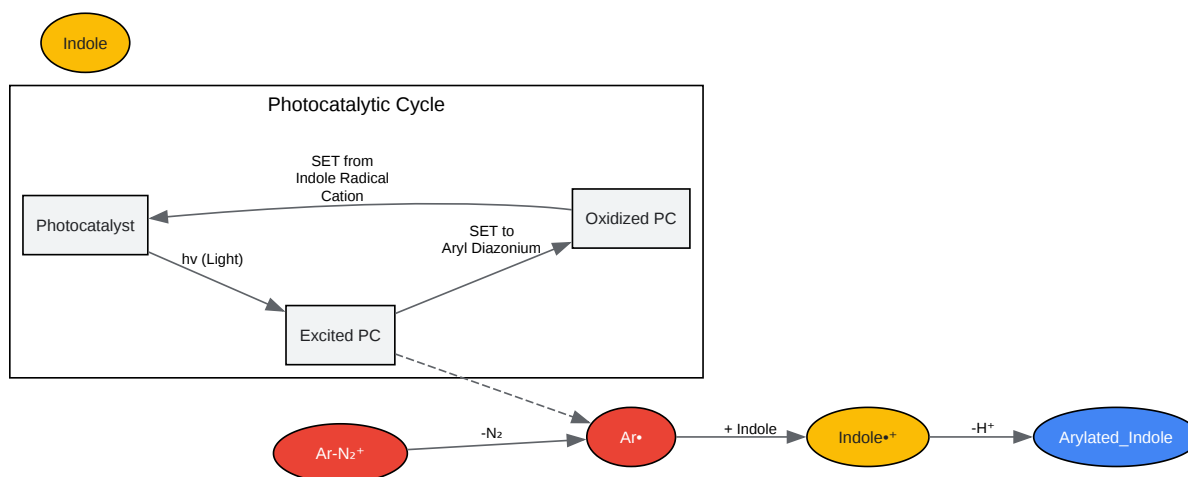 Indole
Photocatalytic Cycle
SET from
Indole Radical
Cation
Photocatalyst
Oxidized PC
SET to
Aryl Diazonium
hv (Light)
Excited PC
-N₂
Ar-N₂⁺
Ar•
+ Indole
Indole•⁺
-H⁺
Arylated_Indole